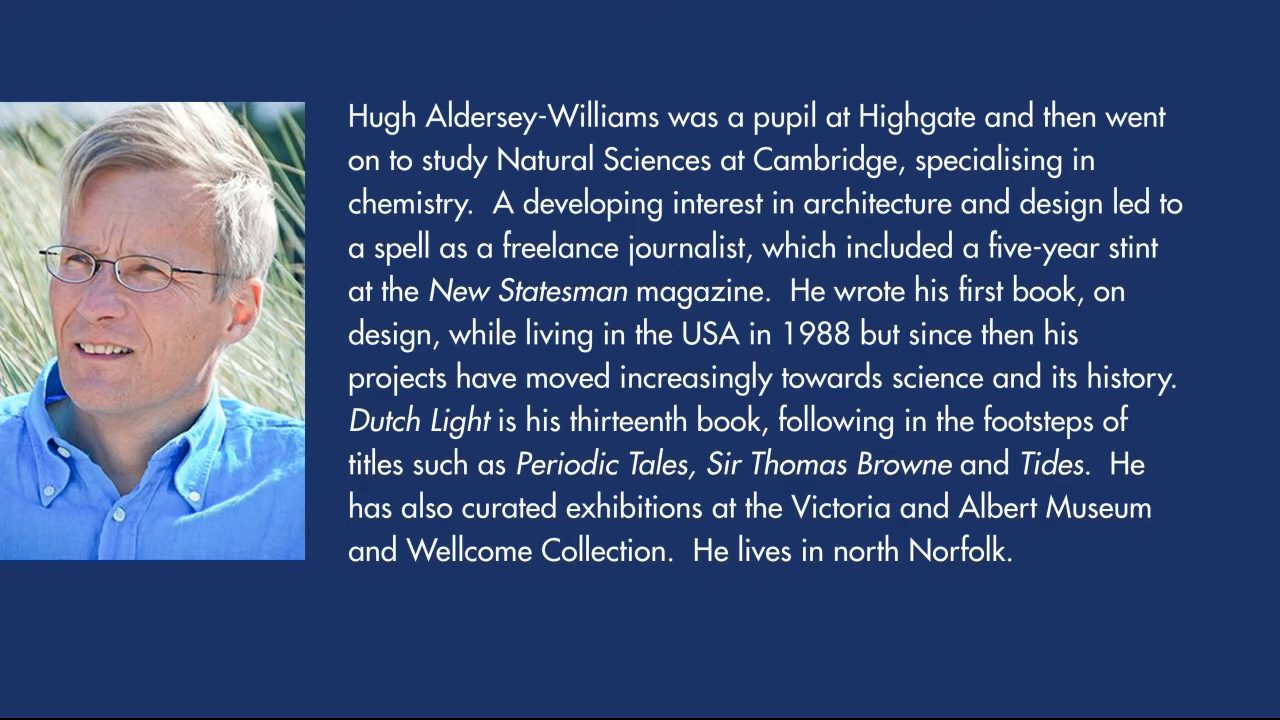 Hugh Aldersey-Williams was a pupil at Highgate and then went
on to study Natural Sciences at Cambridge, specialising in
chemistry.  A developing interest in architecture and design led to
a spell as a freelance journalist, which included a five-year stint
at the New Statesman magazine.  He wrote his first book, on
design, while living in the USA in 1988 but since then his
projects have moved increasingly towards science and its history.
Dutch Light is his thirteenth book, following in the footsteps of
titles such as Periodic Tales, Sir Thomas Browne and Tides.  He
has also curated exhibitions at the Victoria and Albert Museum
and Wellcome Collection.  He lives in north Norfolk.